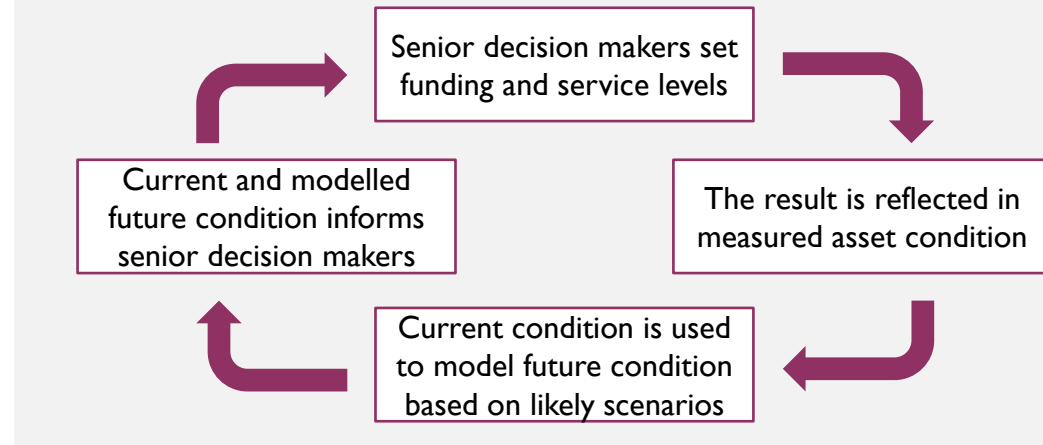 Senior decision makers set
funding and service levels
The result is reflected in
measured asset condition
Current condition is used
to model future condition
based on likely scenarios
Current and modelled
future condition informs
senior decision makers